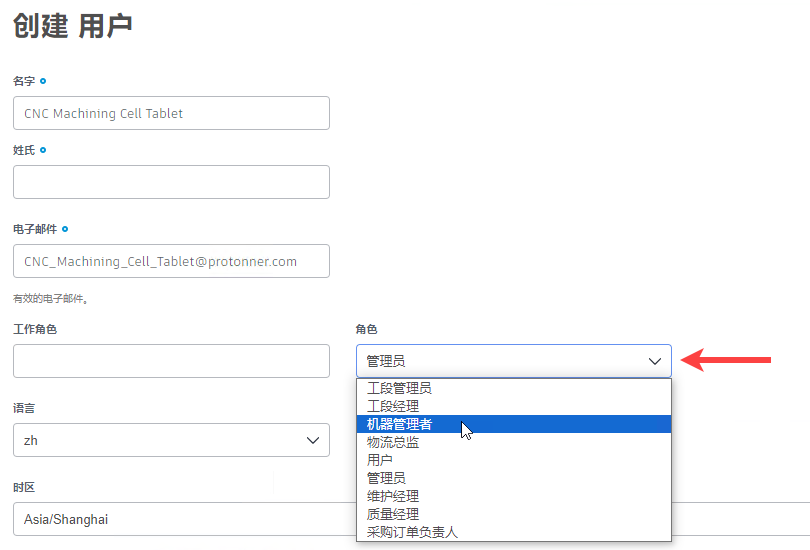 创建 用户
名字
CNC Machining Cell Tablet
姓氏
电子邮件
CNC_Machining_Cell_Tablet@protonner.com
有效的电子邮件。
工作角色
角色
管理员
工段管理员
工段经理
机器管理者
物流总监
用户
管理员
维护经理
质量经理
采购订单负责人
语言
zh
时区
Asia/Shanghai